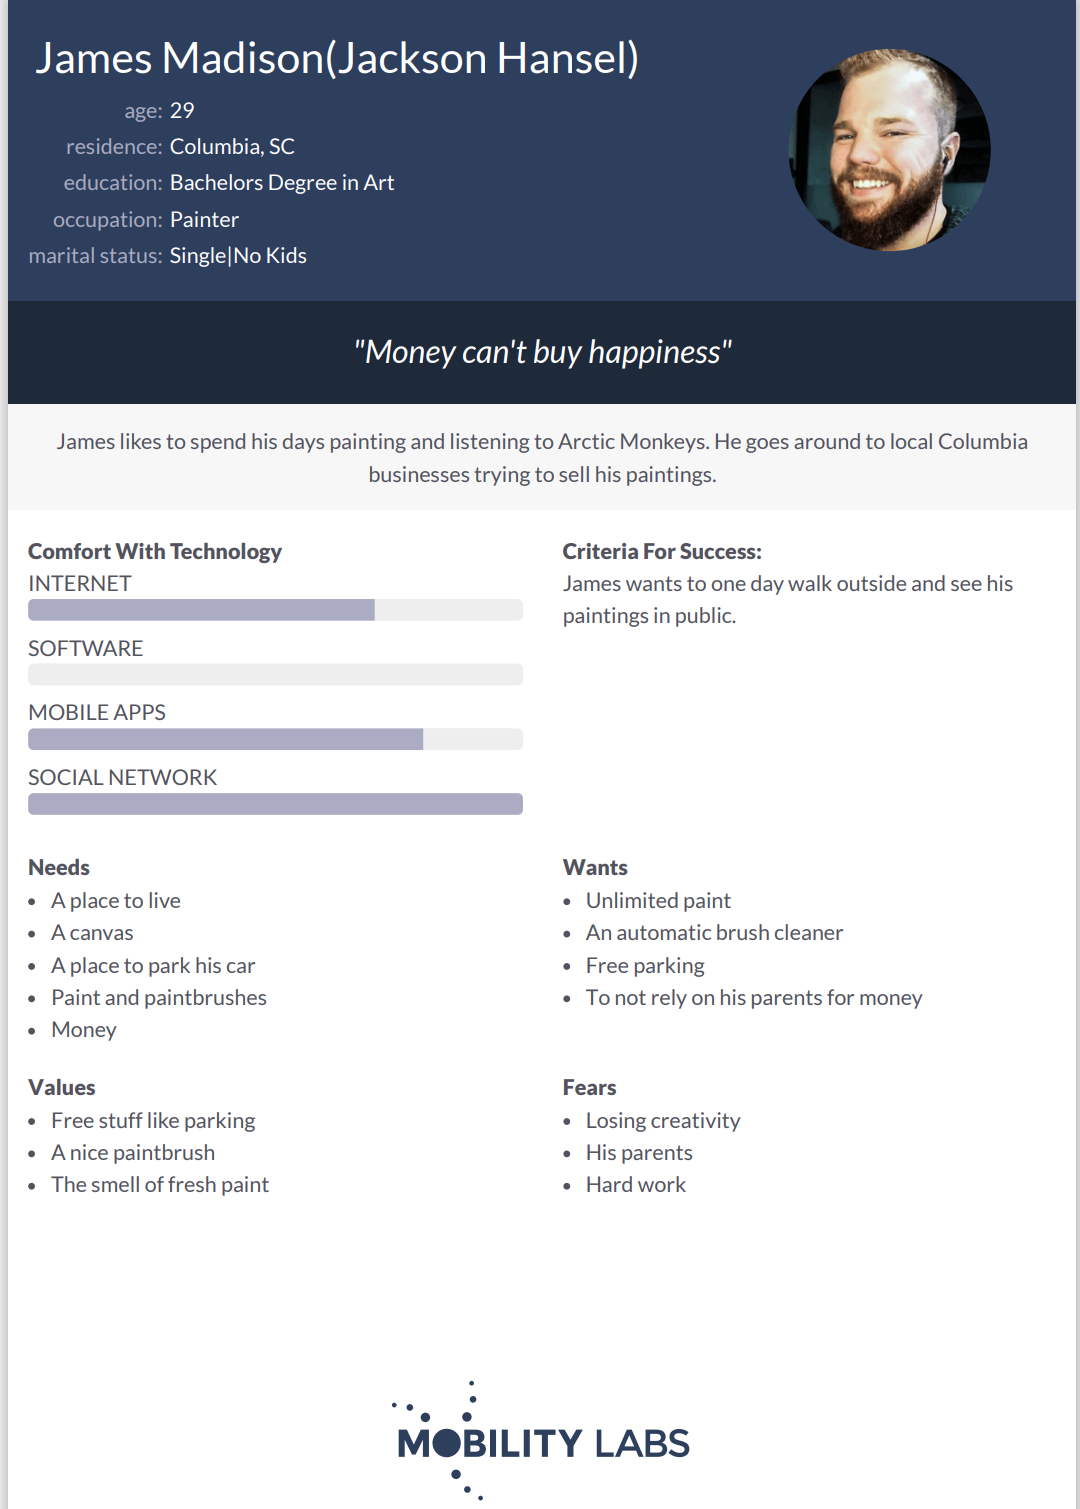 James Madison(Jackson Hansel)
age: 29
residence: Columbia, SC
education: Bachelors Degree in Art
occupation: Painter
marital status: Single|No Kids
"Money can't buy happiness"
James likes to spend his days painting and listening to Arctic Monkeys. He goes around to local Columbia
businesses trying to sell his paintings.
Comfort With Technology
INTERNET
SOFTWARE
MOBILE APPS
SOCIAL NETWORK
Criteria For Success:
James wants to one day walk outside and see his
paintings in public.
Needs
• A place to live
• A canvas
• A place to park his car
• Paint and paintbrushes
• Money
Wants
• Unlimited paint
• An automatic brush cleaner
• Free parking
• To not rely on his parents for money
Values
• Free stuff like parking
• A nice paintbrush
• The smell of fresh paint
Fears
• Losing creativity
• His parents
• Hard work
MOBILITY LABS